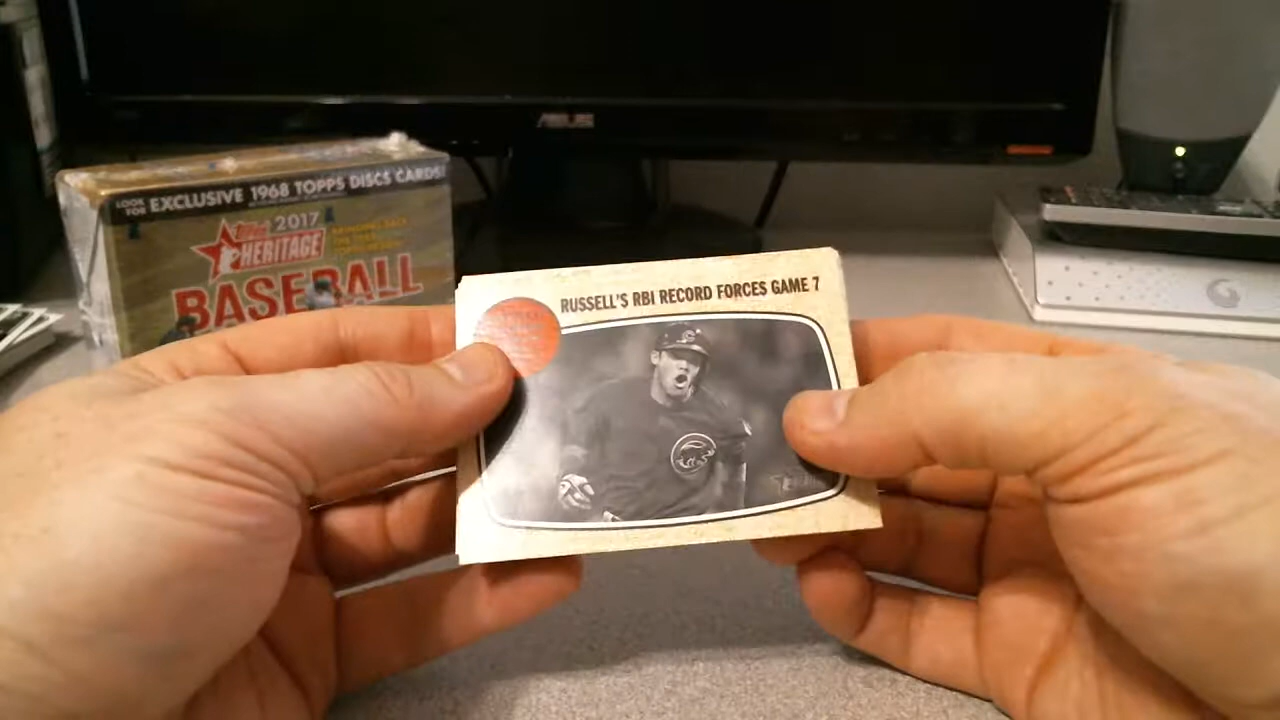 ASUS
LOOK FOR EXCLUSIVE 1968 TOPPS DISCS CARDS!
Topps 2017
HERITAGE
BASEBALL
RUSSELL'S RBI RECORD FORCES GAME 7